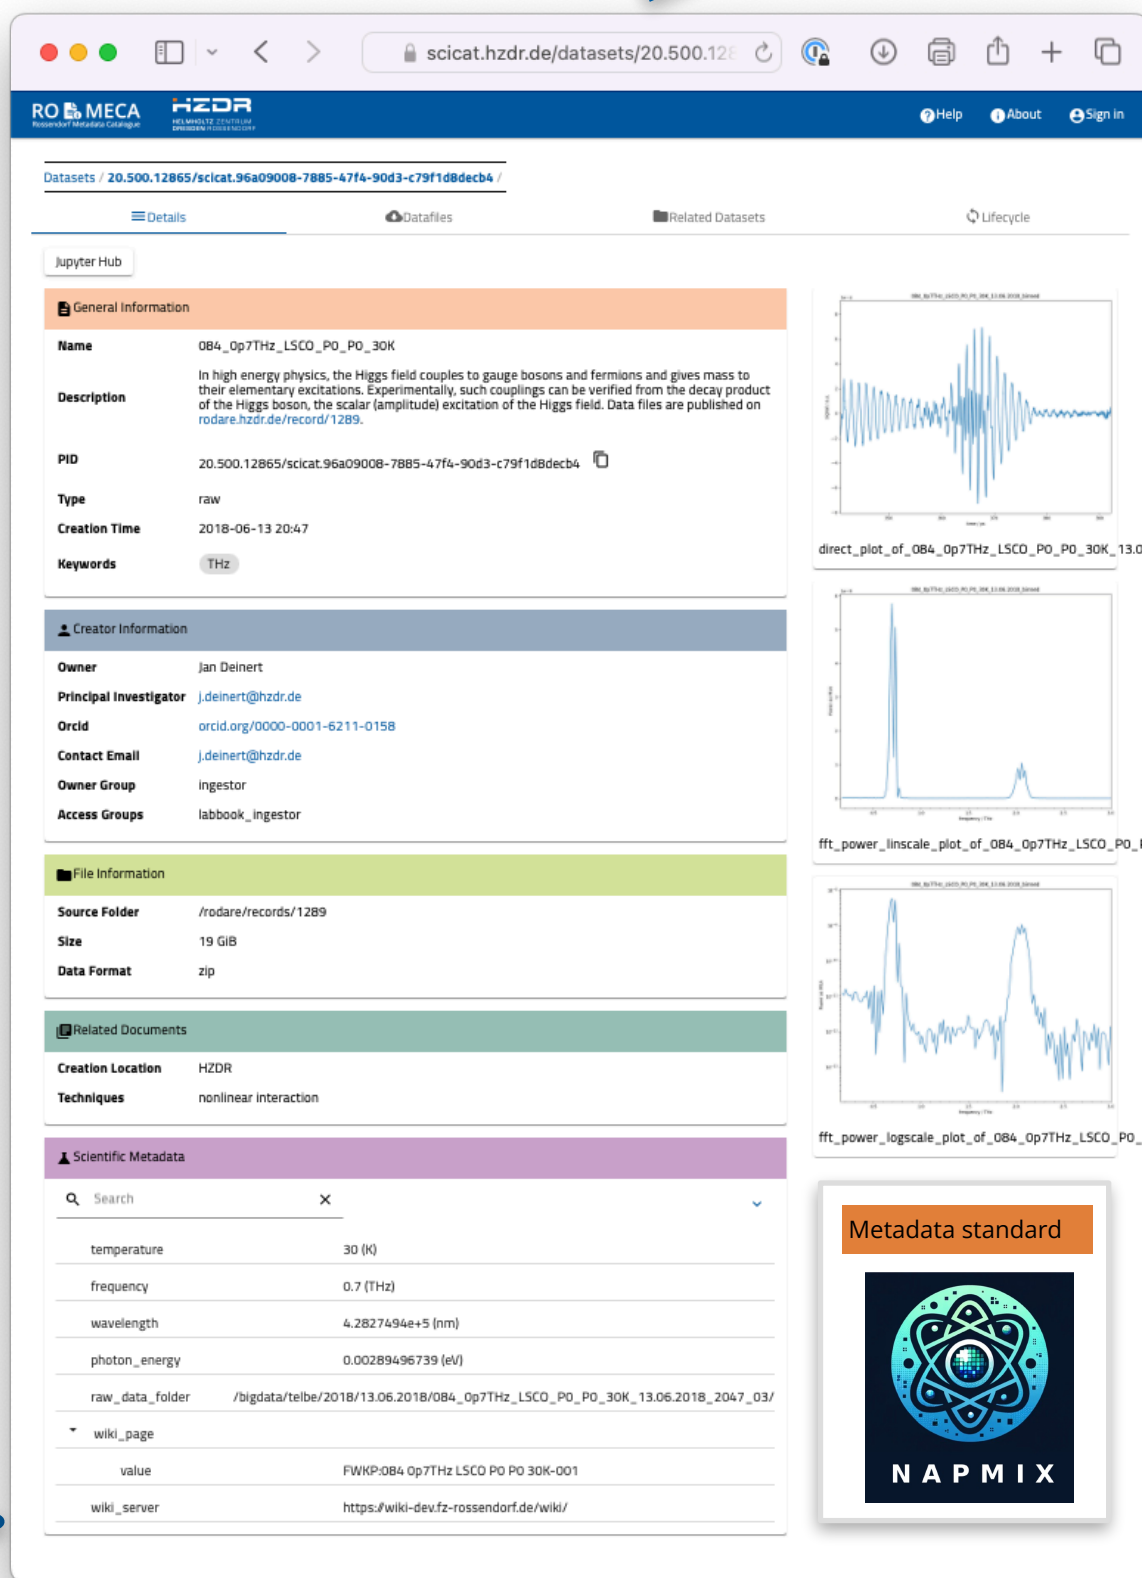 scicat.hzdr.de/datasets/20.500.128
RO MECA
Rossendorf Metadata Catalogue
HZDR
HELMHOLTZ ZENTRUM
DRESDEN ROSSENDORF
Help
About
Sign in
Datasets / 20.500.12865/scicat.96a09008-7885-47f4-90d3-c79f1d8decb4 /
Details
Datafiles
Related Datasets
Lifecycle
Jupyter Hub
General Information
Name 084_0p7THz_LSCO_P0_P0_30K
Description In high energy physics, the Higgs field couples to gauge bosons and fermions and gives mass to
their elementary excitations. Experimentally, such couplings can be verified from the decay product
of the Higgs boson, the scalar (amplitude) excitation of the Higgs field. Data files are published on
rodare.hzdr.de/record/1289.
PID 20.500.12865/scicat.96a09008-7885-47f4-90d3-c79f1d8decb4
Type raw
Creation Time 2018-06-13 20:47
Keywords THz
Creator Information
Owner Jan Deinert
Principal Investigator j.deinert@hzdr.de
Orcid orcid.org/0000-0001-6211-0158
Contact Email j.deinert@hzdr.de
Owner Group ingestor
Access Groups labbook_ingestor
File Information
Source Folder /rodare/records/1289
Size 19 GiB
Data Format zip
Related Documents
Creation Location HZDR
Techniques nonlinear interaction
Scientific Metadata
Search
temperature 30 (K)
frequency 0.7 (THz)
wavelength 4.2827494e+5 (nm)
photon_energy 0.00289496739 (eV)
raw_data_folder /bigdata/telbe/2018/13.06.2018/084_0p7THz_LSCO_P0_P0_30K_13.06.2018_2047_03/
wiki_page
value FWKP:084 0p7THz LSCO P0 P0 30K-001
wiki_server https://wiki-dev.fz-rossendorf.de/wiki/
direct_plot_of_084_0p7THz_LSCO_P0_P0_30K_13.0
fft_power_linscale_plot_of_084_0p7THz_LSCO_P0_P
fft_power_logscale_plot_of_084_0p7THz_LSCO_P0_
Metadata standard
NAPMIX